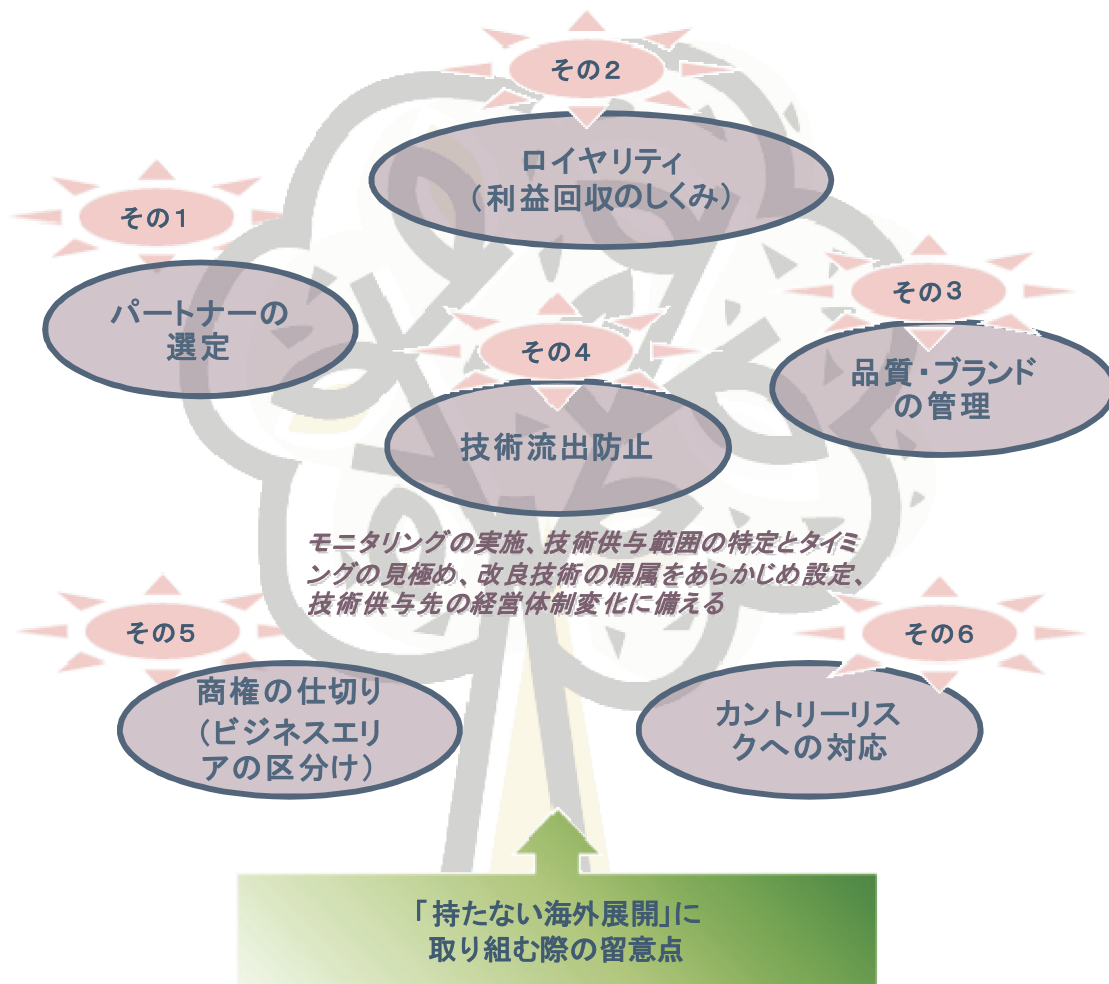 その1
パートナーの
選定
その2
ロイヤリティ
（利益回収のしくみ）
その3
品質・ブランド
の管理
その4
技術流出防止
モニタリングの実施、技術供与範囲の特定とタイミ
ングの見極め、改良技術の帰属をあらかじめ設定、
技術供与先の経営体制変化に備える
その5
商権の仕切り
（ビジネスエリ
アの区分け）
その6
カントリーリス
クへの対応
「持たない海外展開」に
取り組む際の留意点